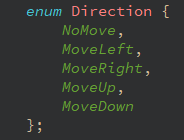 enum Direction {
    NoMove,
    MoveLeft,
    MoveRight,
    MoveUp,
    MoveDown
};